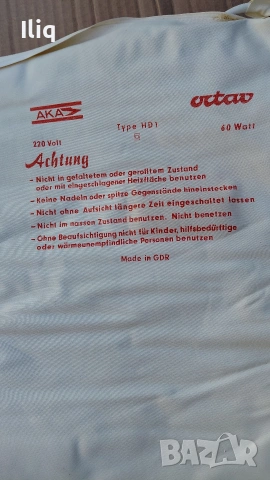 Iliq
AKA
octav
Type HD1
6
220 Volt
60 Watt
Achtung
- Nicht in gefaltetem oder gerolltem Zustand
oder mit eingeschlagener Heizfläche benutzen
- Keine Nadeln oder spitze Gegenstände hineinstecken
- Nicht ohne Aufsicht längere Zeit eingeschaltet lassen
- Nicht im nassen Zustand benutzen. Nicht benetzen
- Ohne Beaufsichtigung nicht für Kinder, hilfsbedürftige
oder wärmeunempfindliche Personen benutzen
Made in GDR
BAZAR
.bg